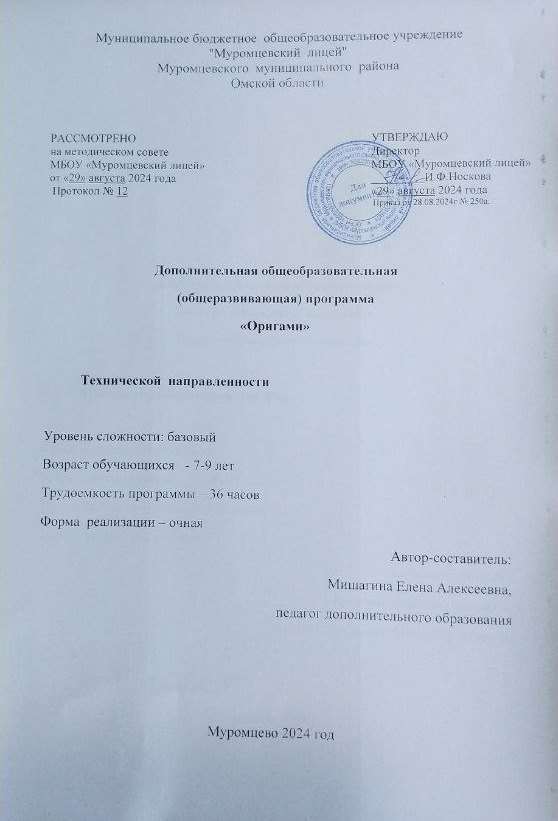 Муниципальное бюджетное общеобразовательное учреждение
"Муромцевский лицей"
Муромцевского муниципального района
Омской области
РАССМОТРЕНО
на методическом совете
МБОУ «Муромцевский лицей»
от «29» августа 2024 года
Протокол № 12
УТВЕРЖДАЮ
Директор
МБОУ «Муромцевский лицей»
И.Ф.Носкова
«29» августа 2024 года
Приказ от 28.08.2024г № 250а.
Для
документов
Дополнительная общеобразовательная
(общеразвивающая) программа
«Оригами»
Технической направленности
Уровень сложности: базовый
Возраст обучающихся - 7-9 лет
Трудоемкость программы – 36 часов
Форма реализации – очная
Автор-составитель:
Мишагина Елена Алексеевна,
педагог дополнительного образования
Муромцево 2024 год